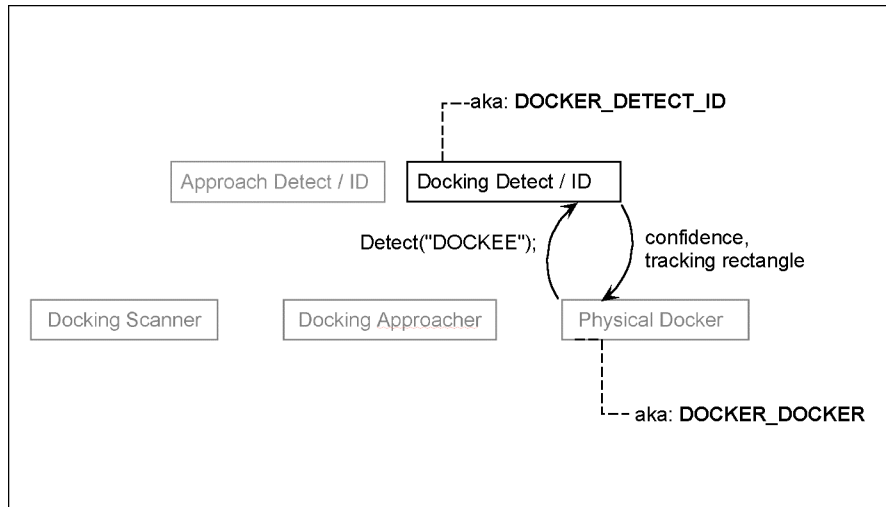 aka: DOCKER_DETECT_ID
Approach Detect / ID
Docking Detect / ID
Detect("DOCKEE");
confidence,
tracking rectangle
Docking Scanner
Docking Approacher
Physical Docker
aka: DOCKER_DOCKER